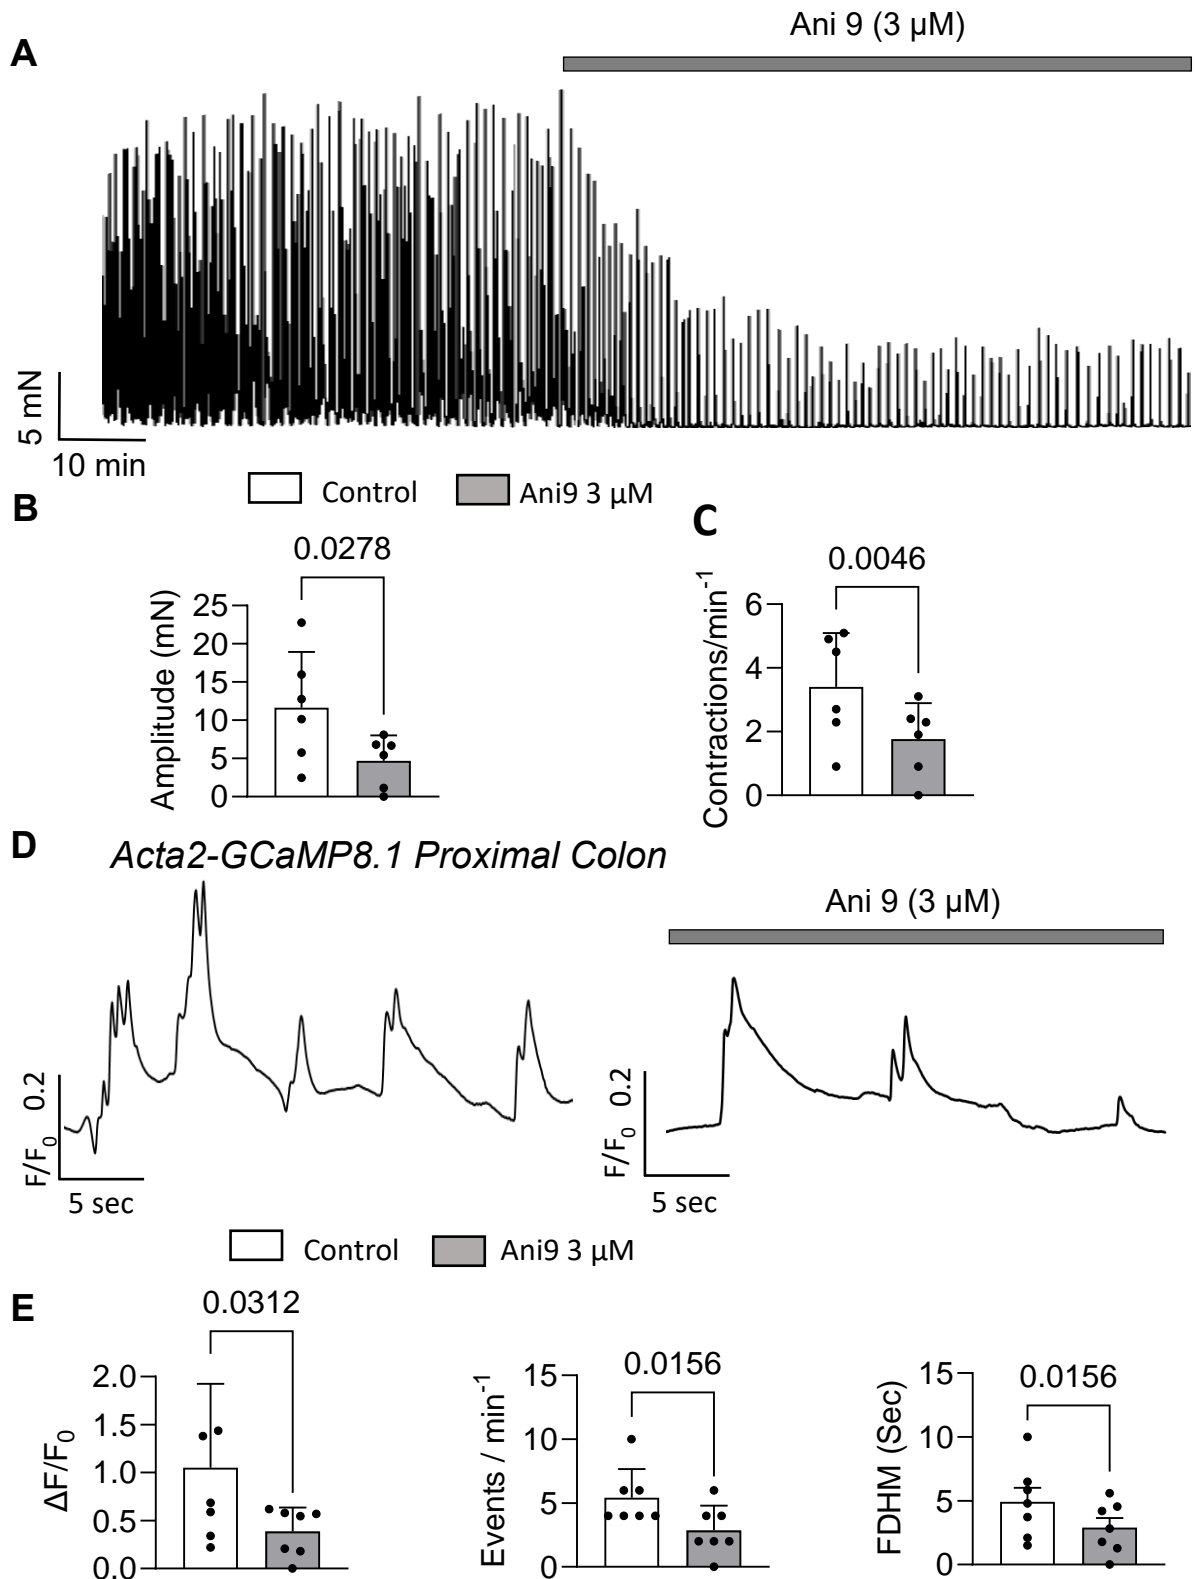 A
Ani 9 (3 µM)
5 mN
10 min
Control
Ani9 3 µM
B
0.0278
Amplitude (mN)
25
20
15
10
5
0
C
0.0046
Contractions/min-1
6
4
2
0
D
Acta2-GCaMP8.1 Proximal Colon
Ani 9 (3 µM)
F/F0 0.2
5 sec
F/F0 0.2
5 sec
Control
Ani9 3 µM
E
0.0312
ΔF/F0
2.0
1.5
1.0
0.5
0.0
0.0156
Events / min-1
15
10
5
0
0.0156
FDHM (Sec)
15
10
5
0